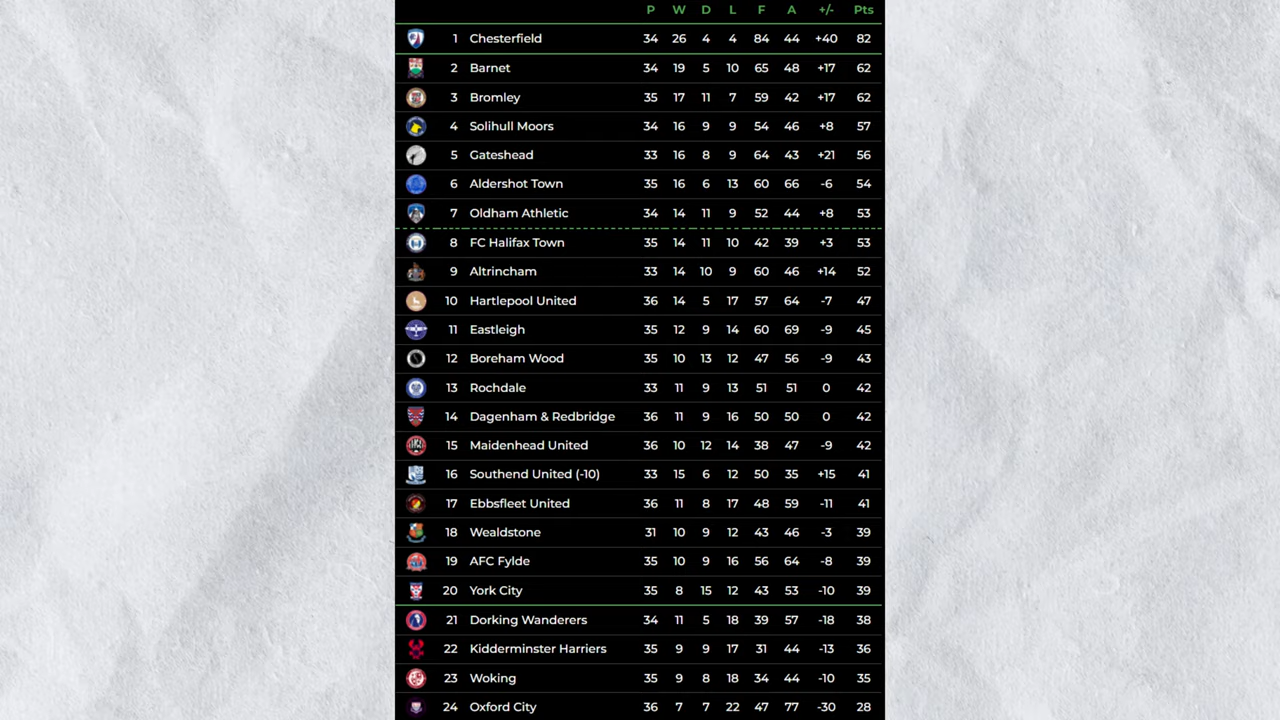 P W D L F A +/- Pts
1 Chesterfield 34 26 4 4 84 44 +40 82
2 Barnet 34 19 5 10 65 48 +17 62
3 Bromley 35 17 11 7 59 42 +17 62
4 Solihull Moors 34 16 9 9 54 46 +8 57
5 Gateshead 33 16 8 9 64 43 +21 56
6 Aldershot Town 35 16 6 13 60 66 -6 54
7 Oldham Athletic 34 14 11 9 52 44 +8 53
8 FC Halifax Town 35 14 11 10 42 39 +3 53
9 Altrincham 33 14 10 9 60 46 +14 52
10 Hartlepool United 36 14 5 17 57 64 -7 47
11 Eastleigh 35 12 9 14 60 69 -9 45
12 Boreham Wood 35 10 13 12 47 56 -9 43
13 Rochdale 33 11 9 13 51 51 0 42
14 Dagenham & Redbridge 36 11 9 16 50 50 0 42
15 Maidenhead United 36 10 12 14 38 47 -9 42
16 Southend United (-10) 33 15 6 12 50 35 +15 41
17 Ebbsfleet United 36 11 8 17 48 59 -11 41
18 Wealdstone 31 10 9 12 43 46 -3 39
19 AFC Fylde 35 10 9 16 56 64 -8 39
20 York City 35 8 15 12 43 53 -10 39
21 Dorking Wanderers 34 11 5 18 39 57 -18 38
22 Kidderminster Harriers 35 9 9 17 31 44 -13 36
23 Woking 35 9 8 18 34 44 -10 35
24 Oxford City 36 7 7 22 47 77 -30 28